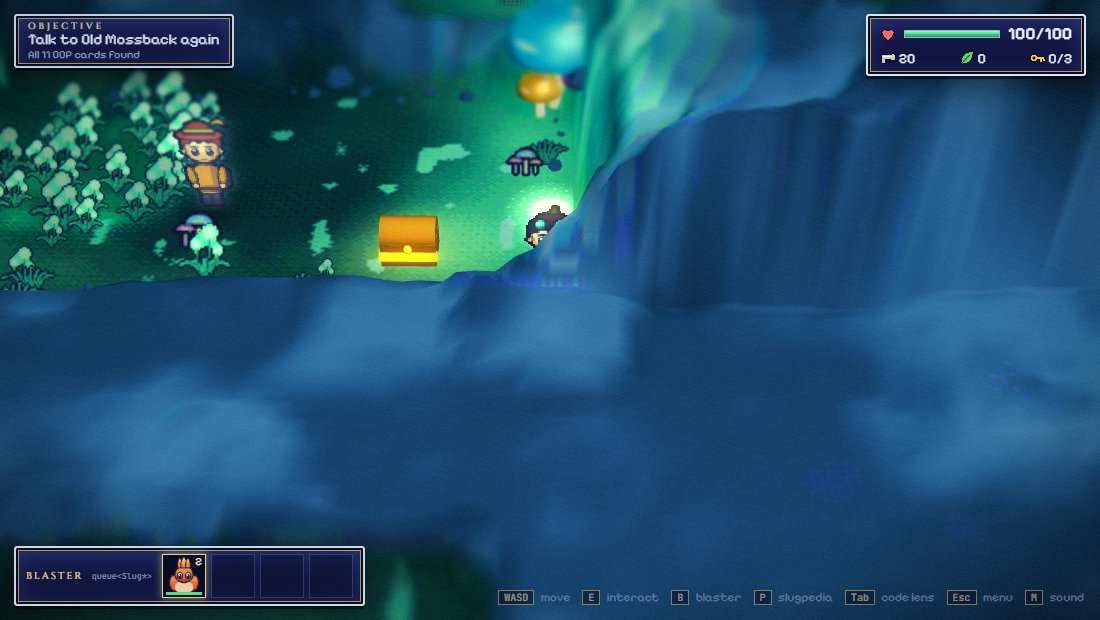 OBJECTIVE
Talk to Old Mossback again
All 11 OOP cards found
100/100
20
0
0/3
BLASTER queue<Slug*>
2
WASD move E interact B blaster P slugpedia Tab code lens Esc menu M sound